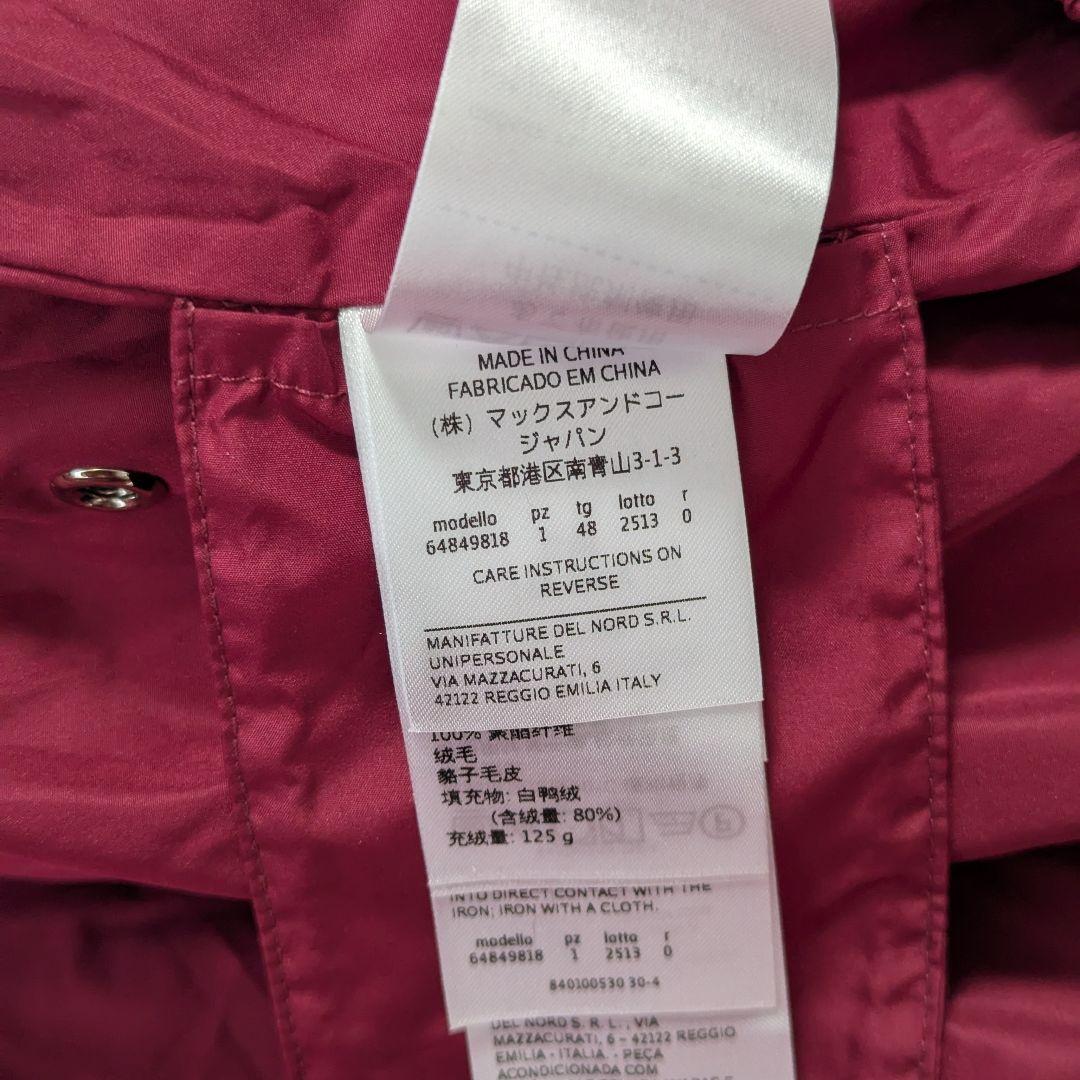 MADE IN CHINA
FABRICADO EM CHINA
(株) マックスアンドコー
ジャパン
東京都港区南青山3-1-3
modello pz tg lotto r
64849818 1 48 2513 0
CARE INSTRUCTIONS ON
REVERSE
MANIFATTURE DEL NORD S.R.L.
UNIPERSONALE
VIA MAZZACURATI, 6
42122 REGGIO EMILIA ITALY
100% 聚酯纤维
绒毛
貉子毛皮
填充物: 白鸭绒
(含绒量: 80%)
充绒量: 125 g
INTO DIRECT CONTACT WITH THE
IRON; IRON WITH A CLOTH.
modello pz lotto r
64849818 1 2513 0
840100530 30-4
DEL NORD S. R. L. , VIA
MAZZACURATI, 6 – 42122 REGGIO
EMILIA - ITALIA. - PEÇA
ACONDICIONADA COM